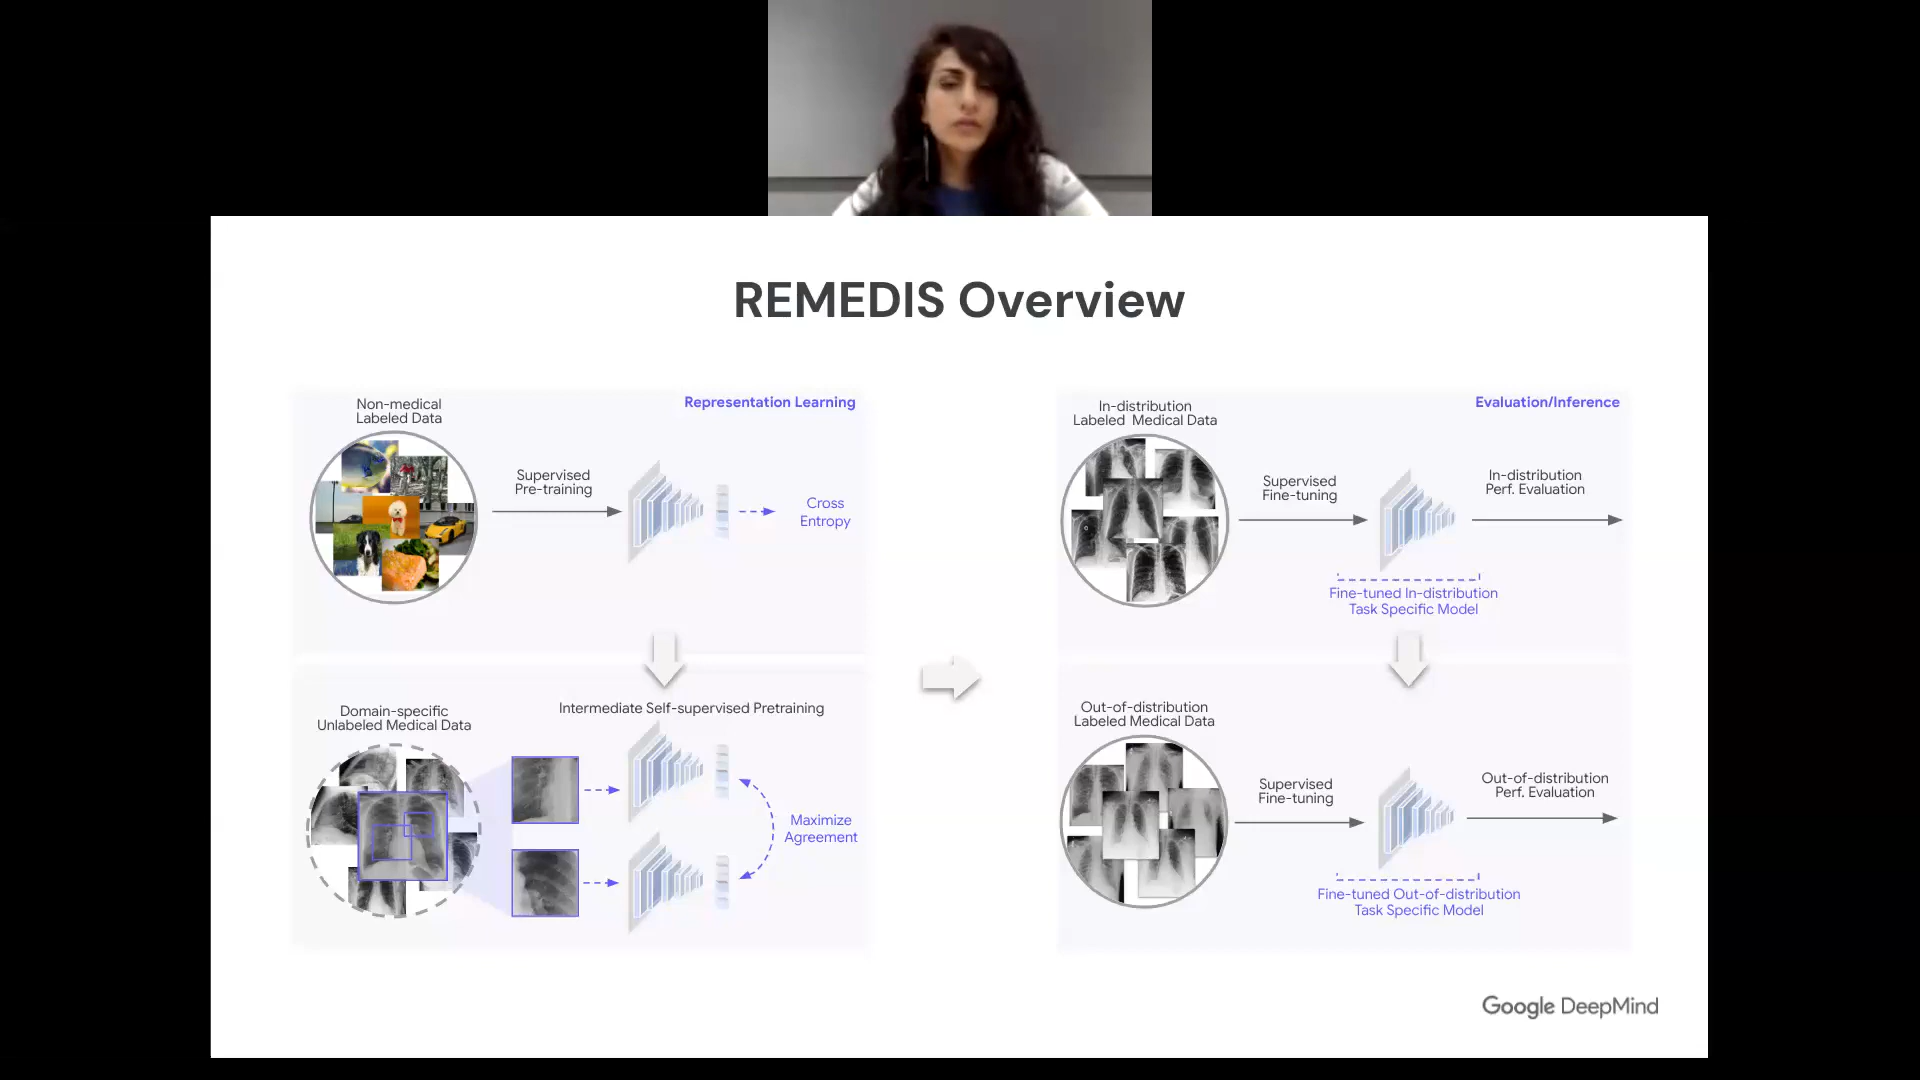 REMEDIS Overview
Non-medical
Labeled Data
Representation Learning
Supervised
Pre-training
Cross
Entropy
Domain-specific
Unlabeled Medical Data
Intermediate Self-supervised Pretraining
Maximize
Agreement
In-distribution
Labeled Medical Data
Evaluation/Inference
Supervised
Fine-tuning
In-distribution
Perf. Evaluation
Fine-tuned In-distribution
Task Specific Model
Out-of-distribution
Labeled Medical Data
Supervised
Fine-tuning
Out-of-distribution
Perf. Evaluation
Fine-tuned Out-of-distribution
Task Specific Model
Google DeepMind